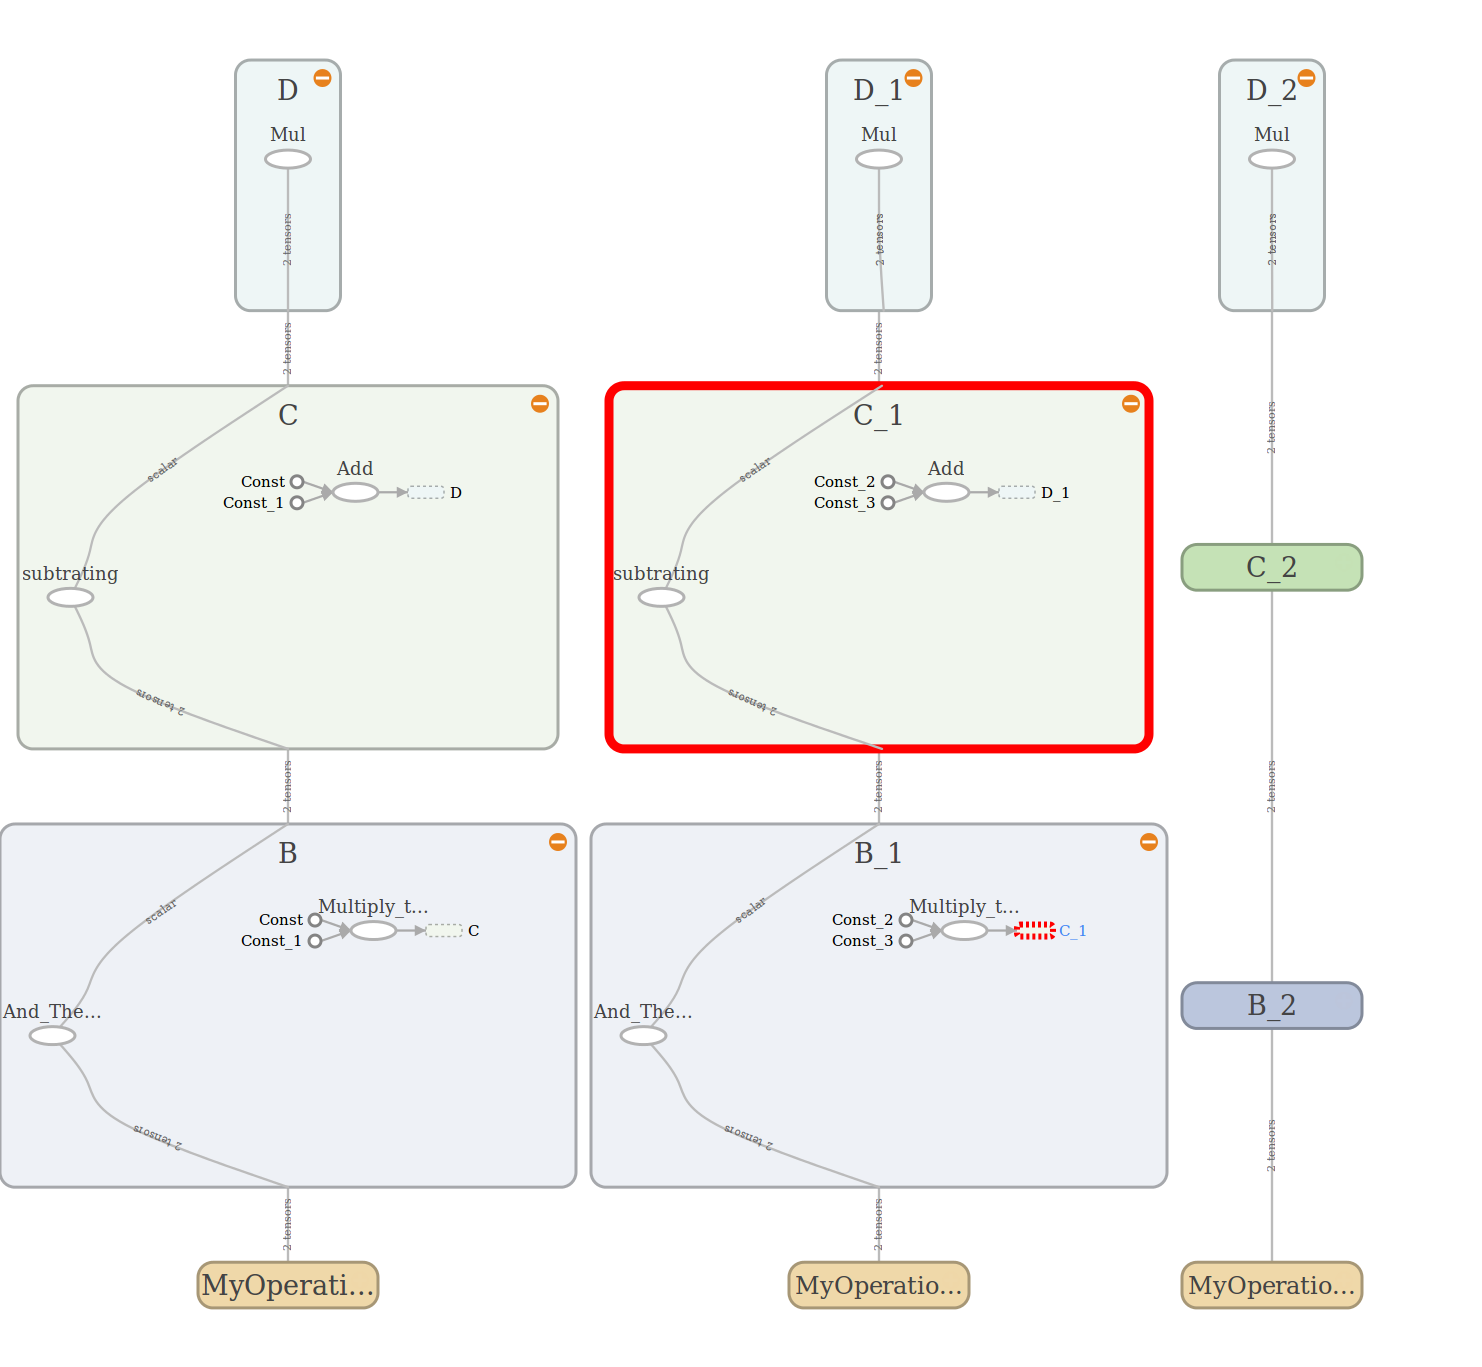 D
Mul
2 tensors
2 tensors
C
Add
Const
Const_1
D
scalar
subtrating
2 tensors
2 tensors
B
Multiply_t...
Const
Const_1
C
scalar
And_The...
2 tensors
2 tensors
MyOperati...
D_1
Mul
2 tensors
2 tensors
C_1
Add
Const_2
Const_3
D_1
scalar
subtrating
2 tensors
2 tensors
B_1
Multiply_t...
Const_2
Const_3
C_1
scalar
And_The...
2 tensors
2 tensors
MyOperatio...
D_2
Mul
2 tensors
2 tensors
C_2
2 tensors
B_2
2 tensors
MyOperatio...